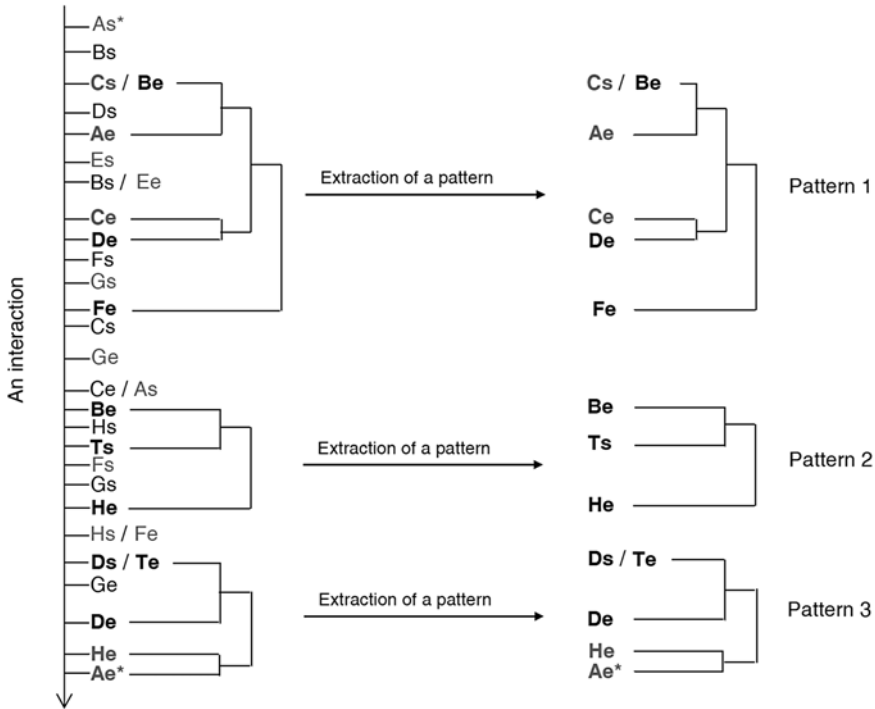 As*
Bs
Cs / Be
Ds
Ae
Es
Bs / Ee
Ce
De
Fs
Gs
Fe
Cs
Ge
Ce / As
Be
Hs
Ts
Fs
Gs
He
Hs / Fe
Ds / Te
Ge
De
He
Ae*
An interaction
Extraction of a pattern
Extraction of a pattern
Extraction of a pattern
Cs / Be
Ae
Ce
De
Fe
Pattern 1
Be
Ts
He
Pattern 2
Ds / Te
De
He
Ae*
Pattern 3